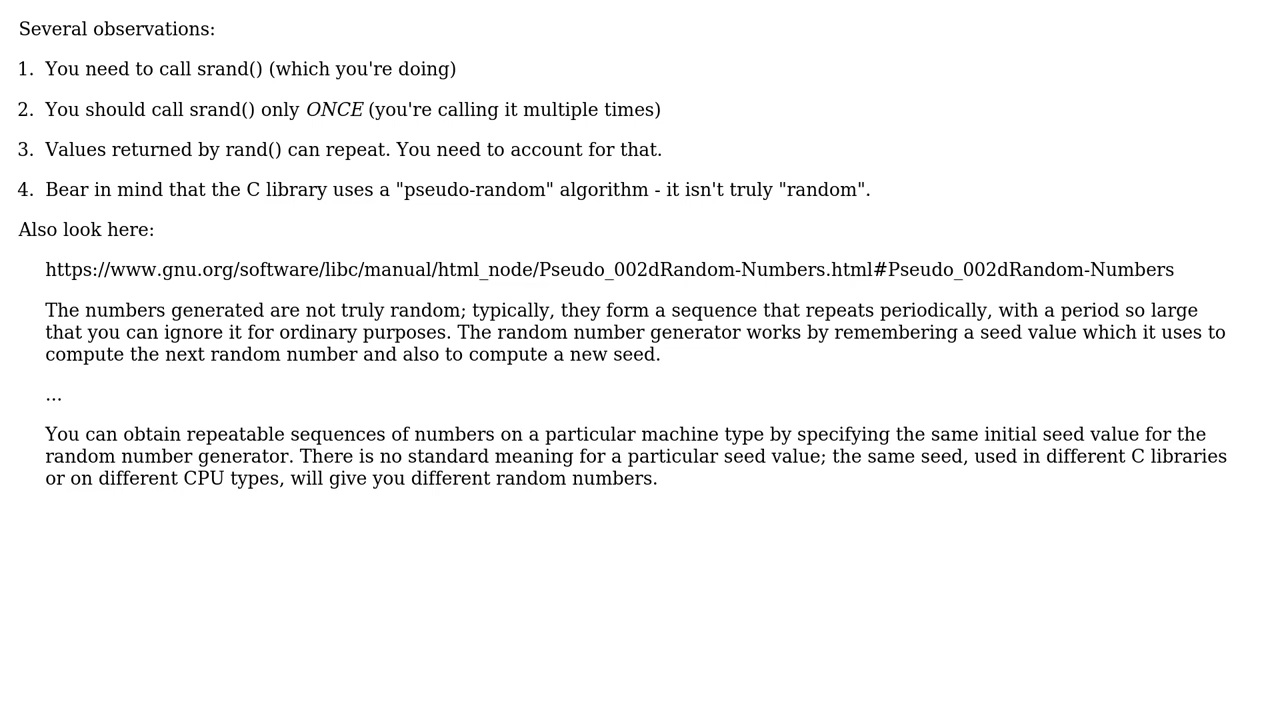 Several observations:
1. You need to call srand() (which you're doing)
2. You should call srand() only ONCE (you're calling it multiple times)
3. Values returned by rand() can repeat. You need to account for that.
4. Bear in mind that the C library uses a "pseudo-random" algorithm - it isn't truly "random".
Also look here:
https://www.gnu.org/software/libc/manual/html_node/Pseudo_002dRandom-Numbers.html#Pseudo_002dRandom-Numbers
The numbers generated are not truly random; typically, they form a sequence that repeats periodically, with a period so large
that you can ignore it for ordinary purposes. The random number generator works by remembering a seed value which it uses to
compute the next random number and also to compute a new seed.
...
You can obtain repeatable sequences of numbers on a particular machine type by specifying the same initial seed value for the
random number generator. There is no standard meaning for a particular seed value; the same seed, used in different C libraries
or on different CPU types, will give you different random numbers.